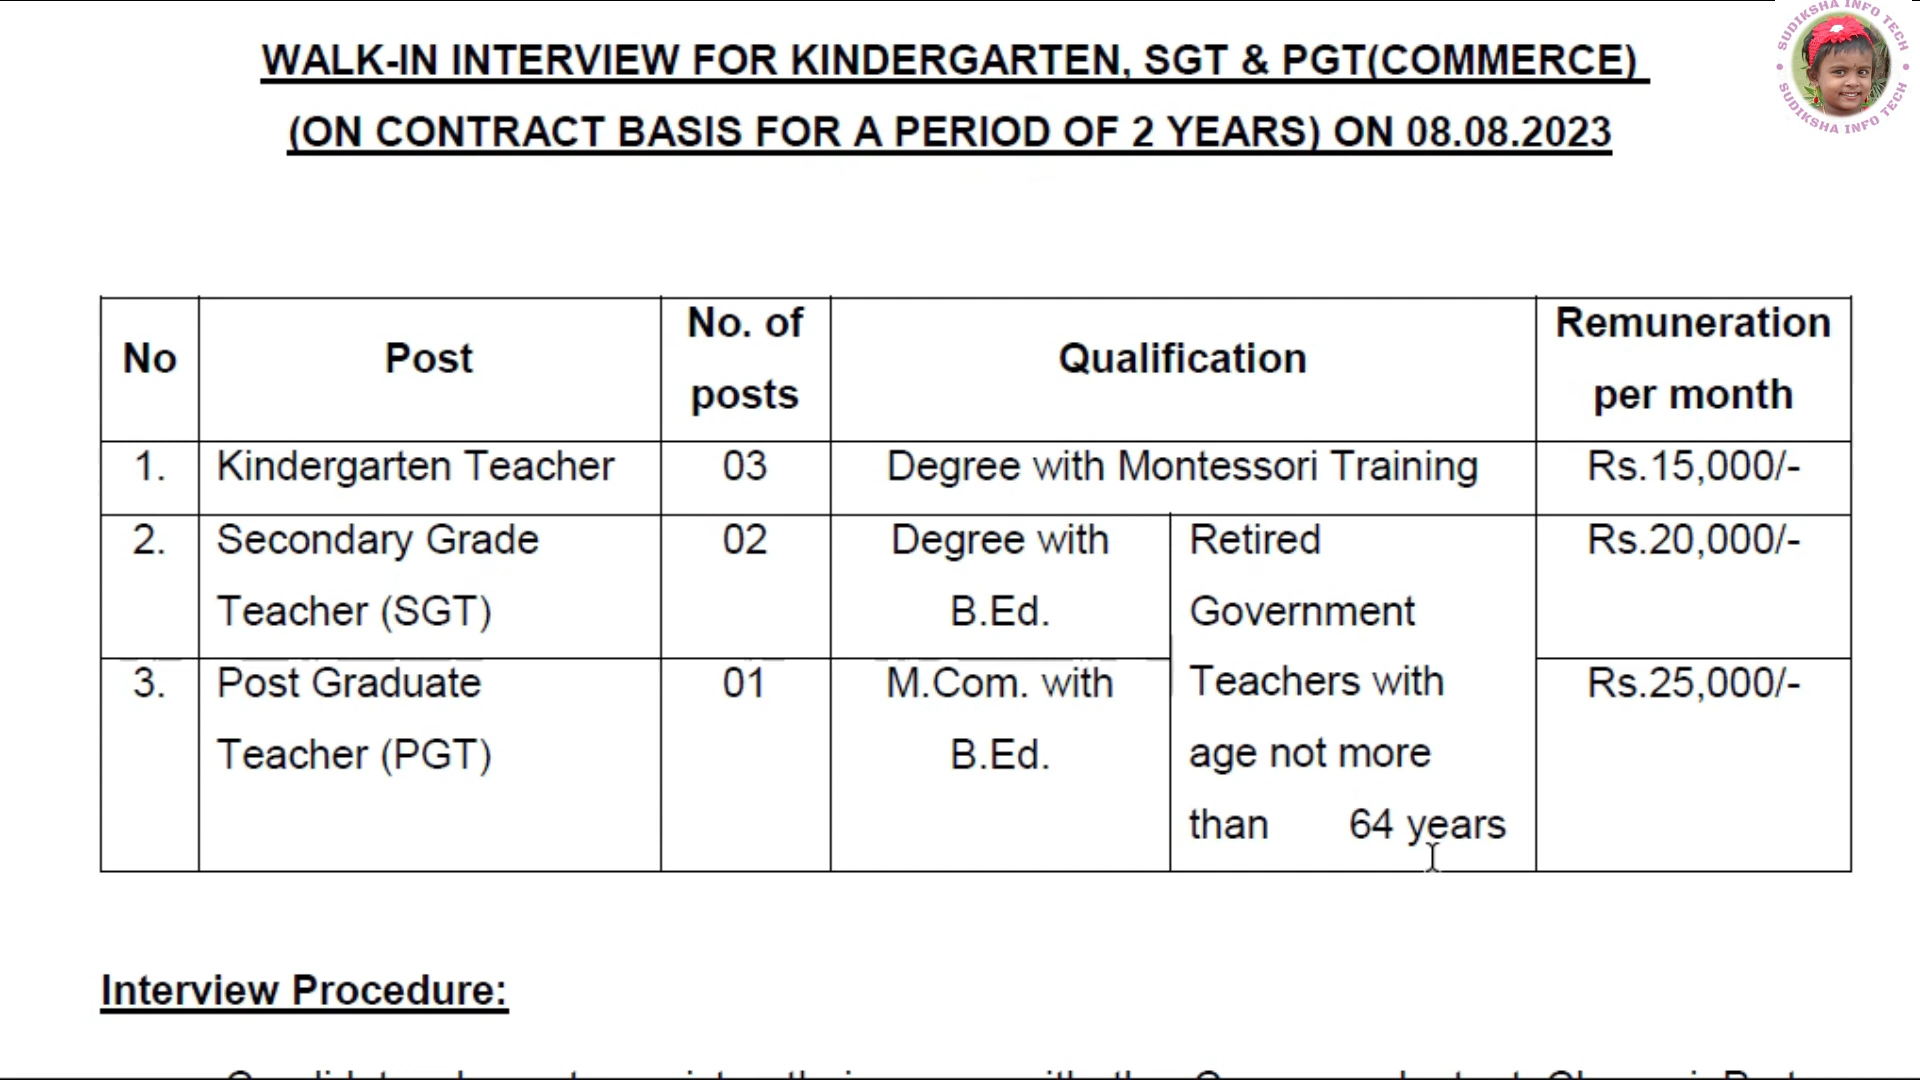 WALK-IN INTERVIEW FOR KINDERGARTEN, SGT & PGT(COMMERCE)
(ON CONTRACT BASIS FOR A PERIOD OF 2 YEARS) ON 08.08.2023
SUDIKSHA INFO TECH
SUDIKSHA INFO TECH
No
Post
No. of
posts
Qualification
Remuneration
per month
1.
Kindergarten Teacher
03
Degree with Montessori Training
Rs.15,000/-
2.
Secondary Grade
Teacher (SGT)
02
Degree with
B.Ed.
Retired
Government
Teachers with
age not more
than 64 years
Rs.20,000/-
3.
Post Graduate
Teacher (PGT)
01
M.Com. with
B.Ed.
Rs.25,000/-
Interview Procedure: